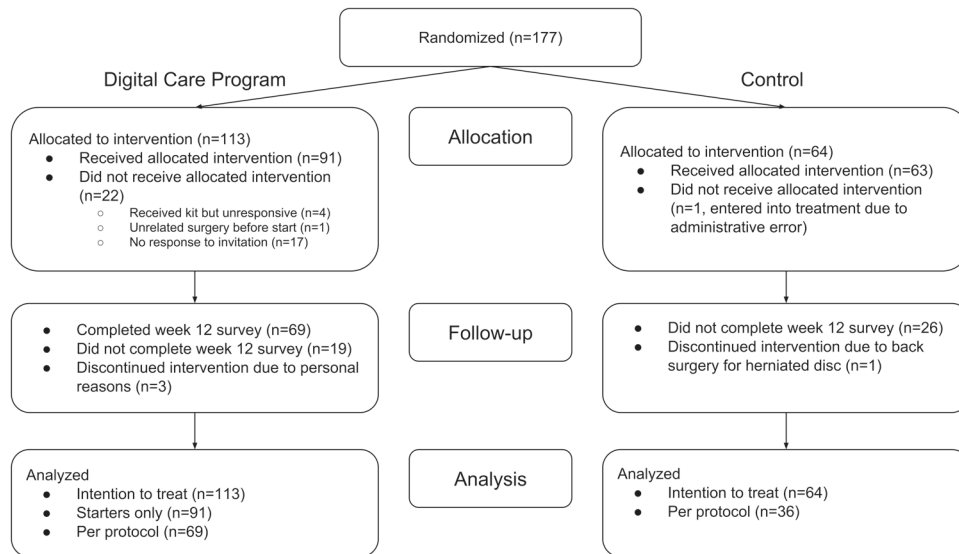 Randomized (n=177)
Digital Care Program
Control
Allocated to intervention (n=113)
● Received allocated intervention (n=91)
● Did not receive allocated intervention
(n=22)
○ Received kit but unresponsive (n=4)
○ Unrelated surgery before start (n=1)
○ No response to invitation (n=17)
Allocation
Allocated to intervention (n=64)
● Received allocated intervention (n=63)
● Did not receive allocated intervention
(n=1, entered into treatment due to
administrative error)
● Completed week 12 survey (n=69)
● Did not complete week 12 survey (n=19)
● Discontinued intervention due to personal
reasons (n=3)
Follow-up
● Did not complete week 12 survey (n=26)
● Discontinued intervention due to back
surgery for herniated disc (n=1)
Analyzed
● Intention to treat (n=113)
● Starters only (n=91)
● Per protocol (n=69)
Analysis
Analyzed
● Intention to treat (n=64)
● Per protocol (n=36)